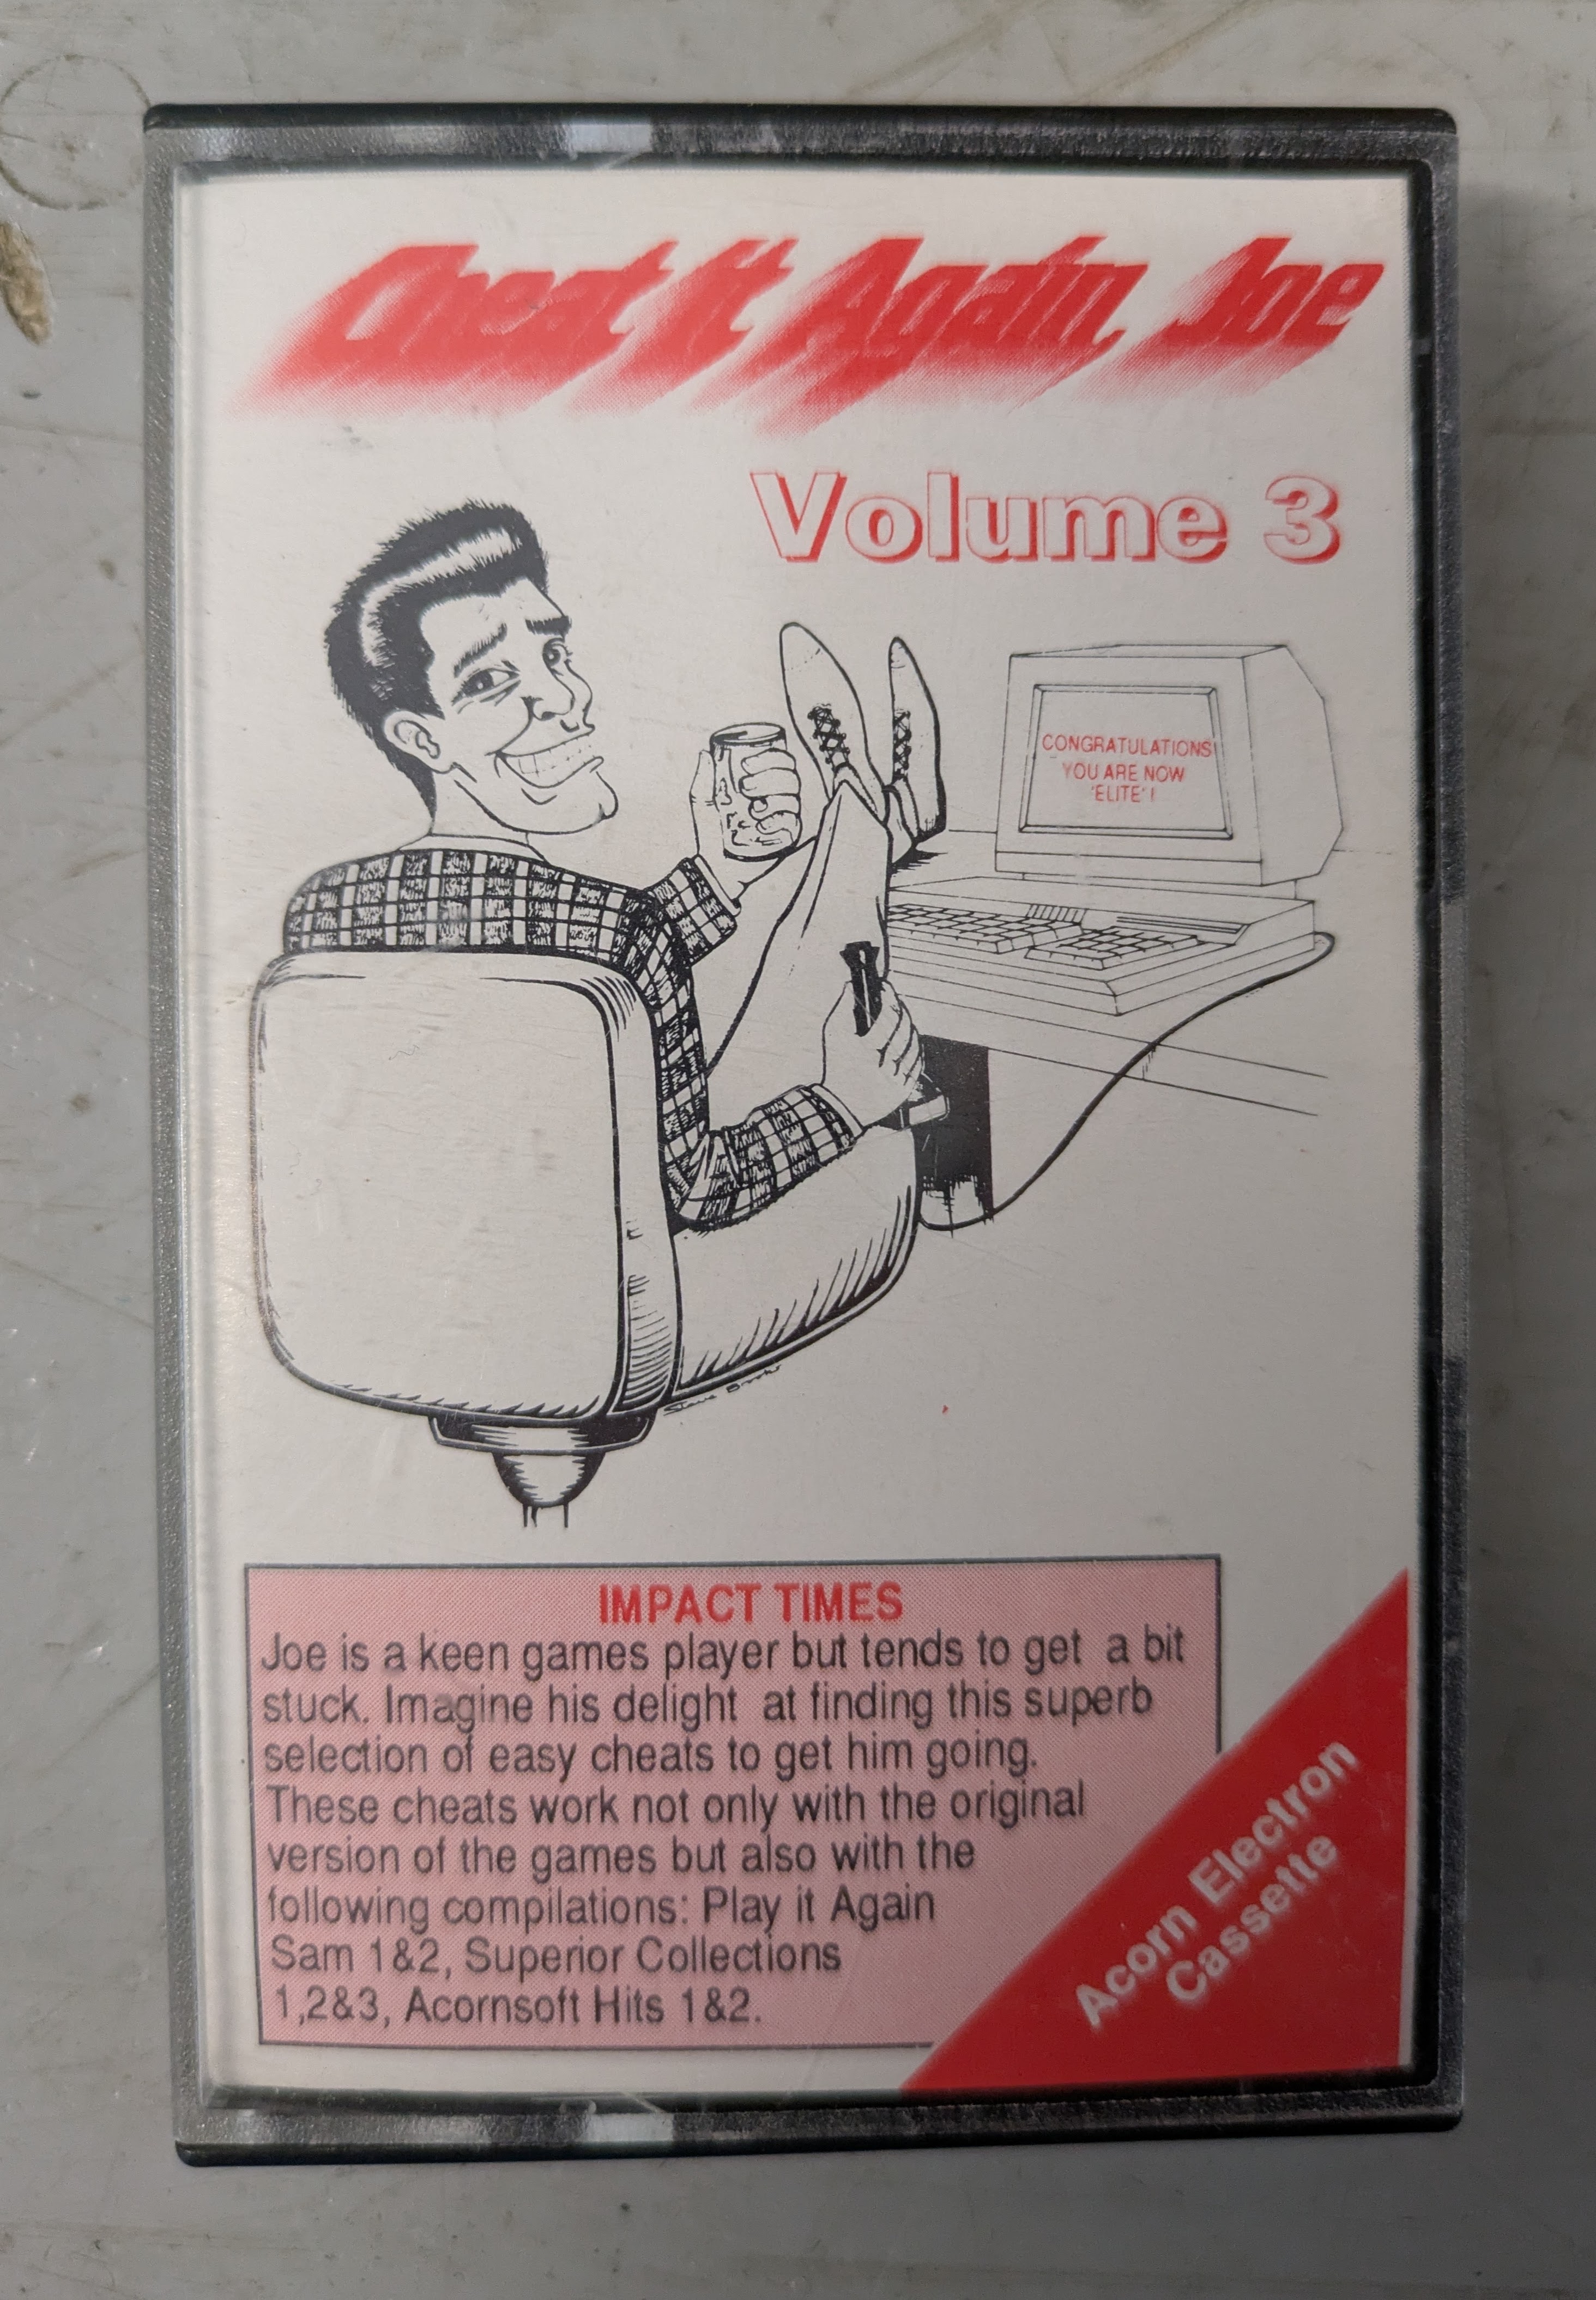 Cheat It Again Joe
Volume 3
CONGRATULATIONS
YOU ARE NOW
'ELITE' !
Steve Brooks
IMPACT TIMES
Joe is a keen games player but tends to get a bit
stuck. Imagine his delight at finding this superb
selection of easy cheats to get him going.
These cheats work not only with the original
version of the games but also with the
following compilations: Play it Again
Sam 1&2, Superior Collections
1,2&3, Acornsoft Hits 1&2.
Acorn Electron
Cassette